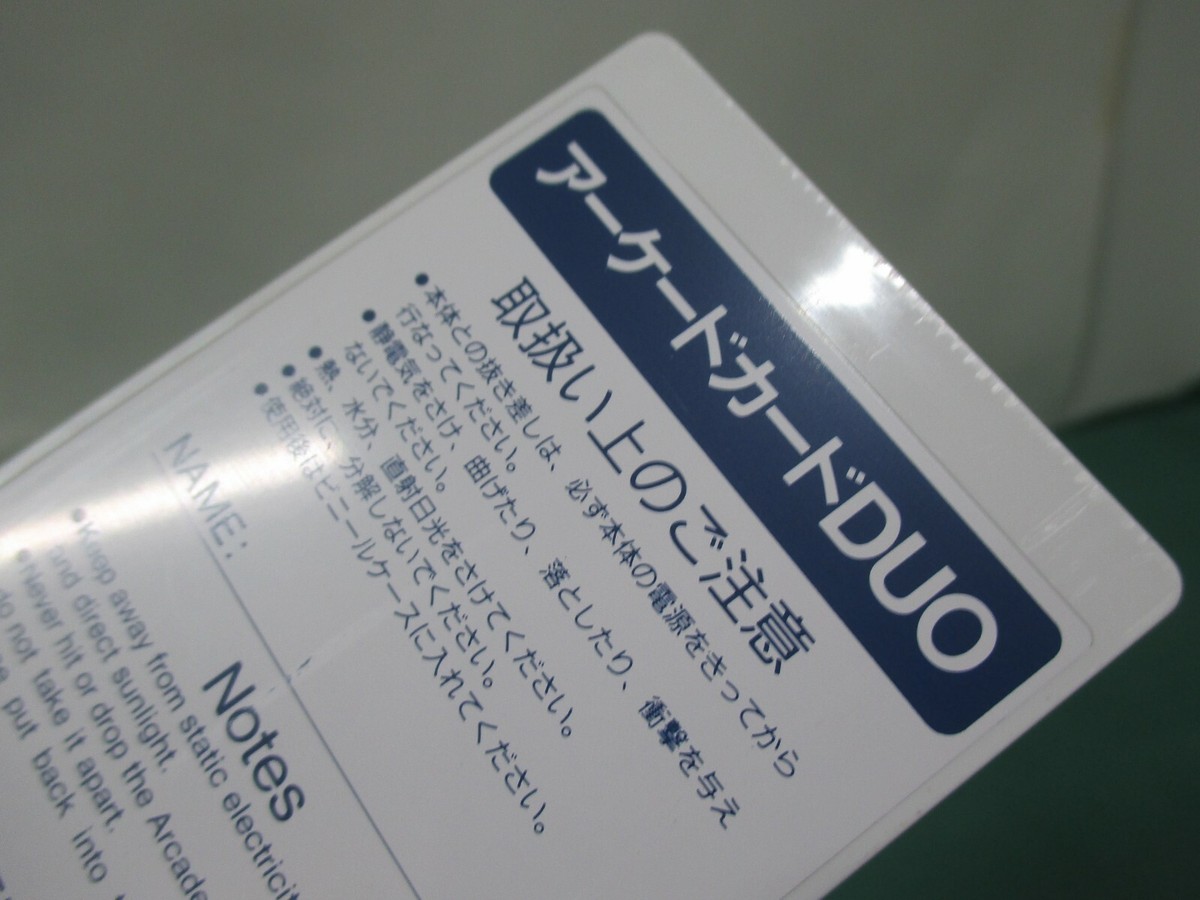 アーケードカードDUO
取扱い上のご注意
●本体との抜き差しは、必ず本体の電源をきってから
行なってください。
●静電気をさけ、曲げたり、落としたり、衝撃を与え
ないでください。
●熱、水分、直射日光をさけてください。
●絶対に、分解しないでください。
●使用後はビニールケースに入れてください。
NAME:
Notes
●Keep away from static electricit
and direct sunlight.
●Never hit or drop the Arcade
do not take it apart.
put back into